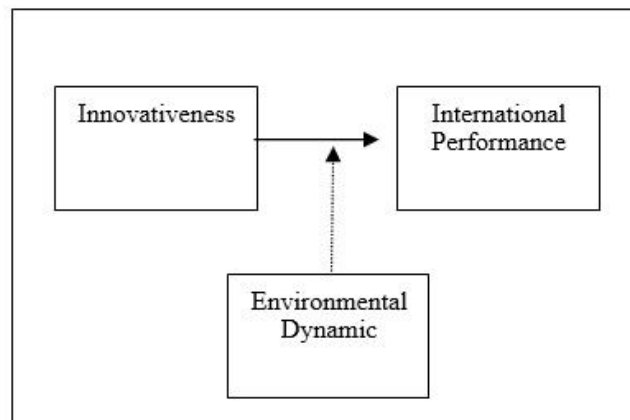 Innovativeness
International
Performance
Environmental
Dynamic